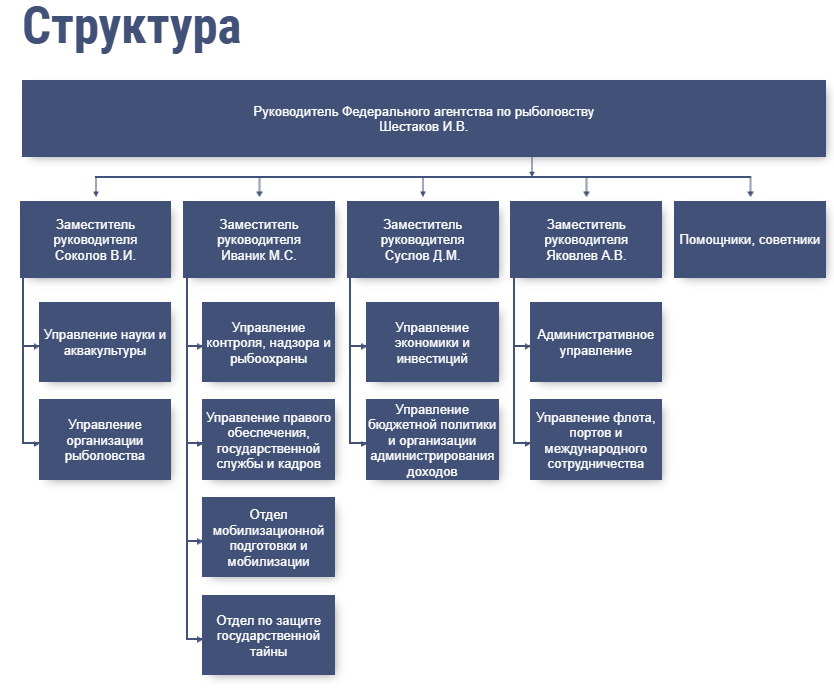 Структура
Руководитель Федерального агентства по рыболовству
Шестаков И.В.
Заместитель
руководителя
Соколов В.И.
Заместитель
руководителя
Иваник М.С.
Заместитель
руководителя
Суслов Д.М.
Заместитель
руководителя
Яковлев А.В.
Помощники, советники
Управление науки и
аквакультуры
Управление
организации
рыболовства
Управление
контроля, надзора и
рыбоохраны
Управление правого
обеспечения,
государственной
службы и кадров
Отдел
мобилизационной
подготовки и
мобилизации
Отдел по защите
государственной
тайны
Управление
экономики и
инвестиций
Управление
бюджетной политики
и организации
администрирования
доходов
Административное
управление
Управление флота,
портов и
международного
сотрудничества